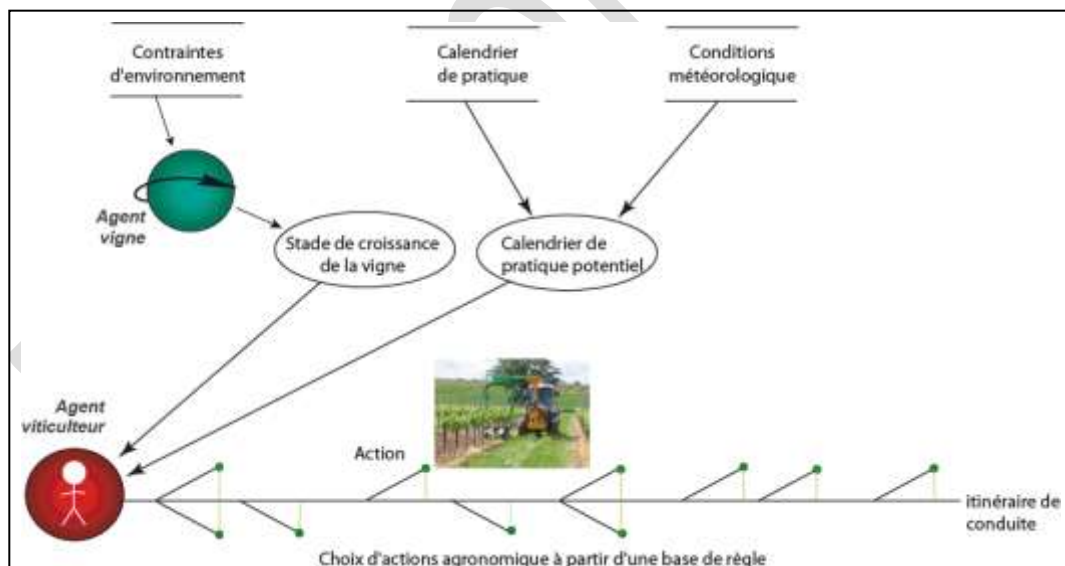 Contraintes
d'environnement
Calendrier
de pratique
Conditions
météorologique
Agent
vigne
Stade de croissance
de la vigne
Calendrier de
pratique potentiel
Agent
viticulteur
Action
itinéraire de
conduite
Choix d'actions agronomique à partir d'une base de règle